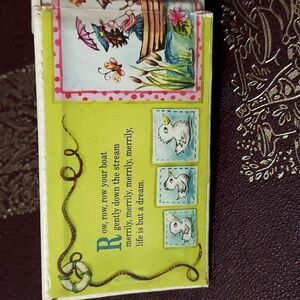 Row, row, row your boat
gently down the stream
merrily, merrily, merrily, merrily,
life is but a dream.